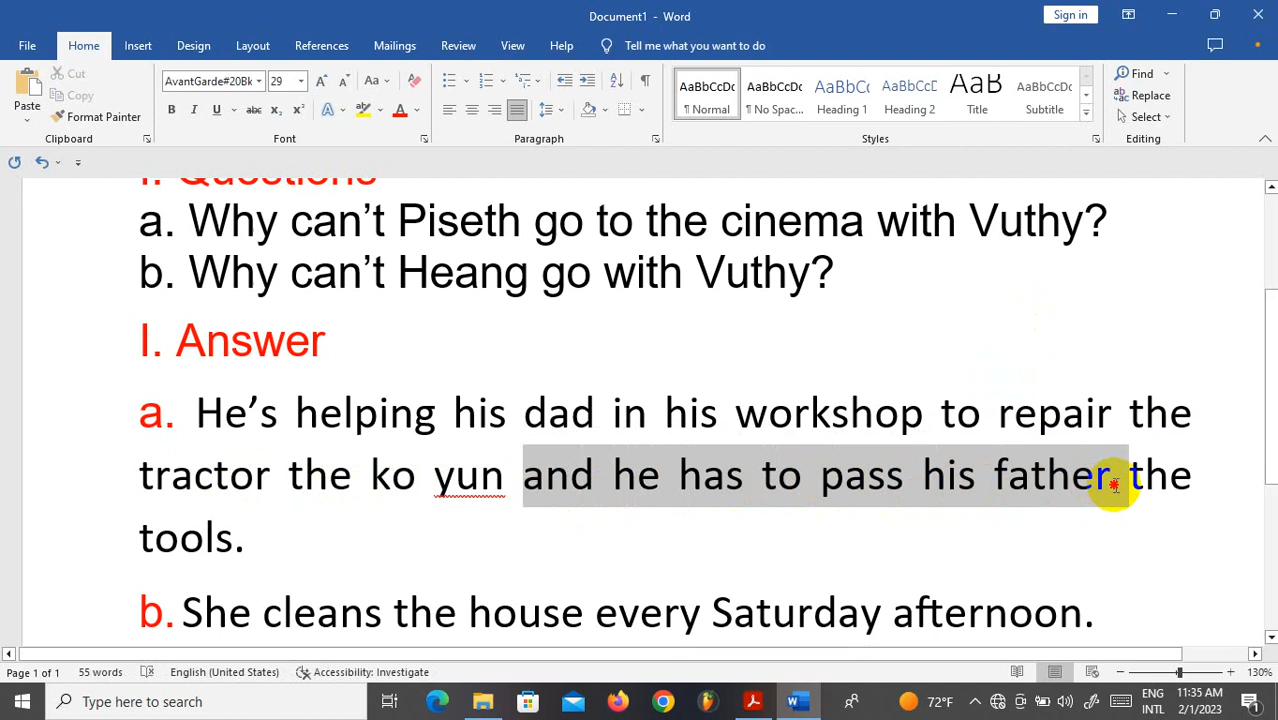 Document1 - Word
Sign in
File Home Insert Design Layout References Mailings Review View Help Tell me what you want to do
Paste
Cut
Copy
Format Painter
Clipboard
AvantGarde#20Bk 29
Font
Paragraph
AaBbCcDc AaBbCcDc AaBbC AaBbCcD AaB AaBbCcD
¶ Normal ¶ No Spac... Heading 1 Heading 2 Title Subtitle
Styles
Find
Replace
Select
Editing
I. Questions
a. Why can’t Piseth go to the cinema with Vuthy?
b. Why can’t Heang go with Vuthy?
I. Answer
a. He’s helping his dad in his workshop to repair the
tractor the ko yun and he has to pass his father the
tools.
b. She cleans the house every Saturday afternoon.
Page 1 of 1 55 words English (United States) Accessibility: Investigate 130%
Type here to search
72°F
ENG
INTL
11:35 AM
2/1/2023